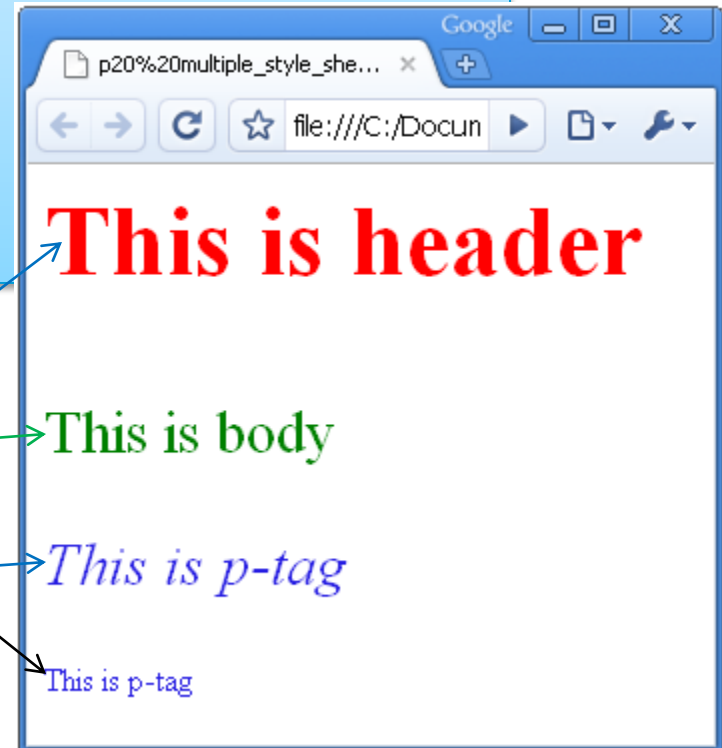 Google
p20%20multiple_style_she...
file:///C:/Docun
This is header
This is body
This is p-tag
This is p-tag